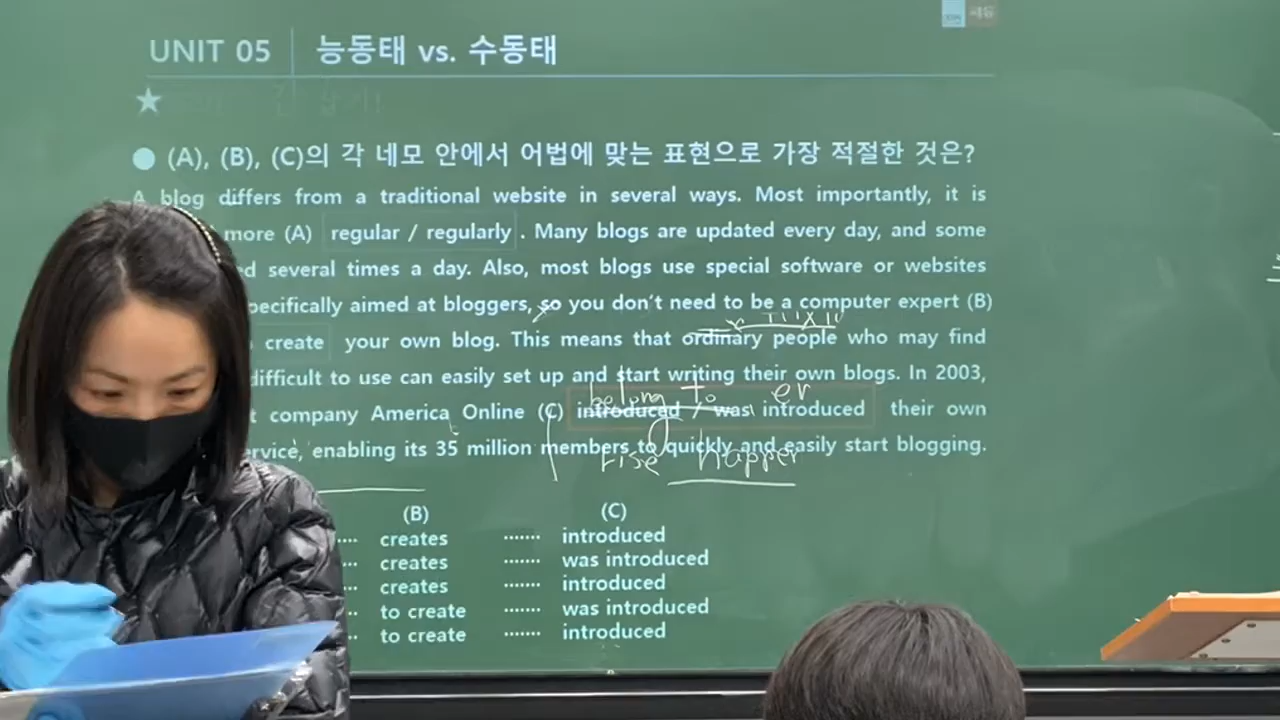 UNIT 05 능동태 vs. 수동태
★
● (A), (B), (C)의 각 네모 안에서 어법에 맞는 표현으로 가장 적절한 것은?
A blog differs from a traditional website in several ways. Most importantly, it is
more (A) regular / regularly . Many blogs are updated every day, and some
several times a day. Also, most blogs use special software or websites
specifically aimed at bloggers, so you don't need to be a computer expert (B)
create your own blog. This means that ordinary people who may find
difficult to use can easily set up and start writing their own blogs. In 2003,
company America Online (C) introduced / was introduced their own
belong to er
service, enabling its 35 million members to quickly and easily start blogging.
rise happen
(B) (C)
···· creates ······· introduced
···· creates ······· was introduced
···· creates ······· introduced
···· to create ······· was introduced
···· to create ······· introduced